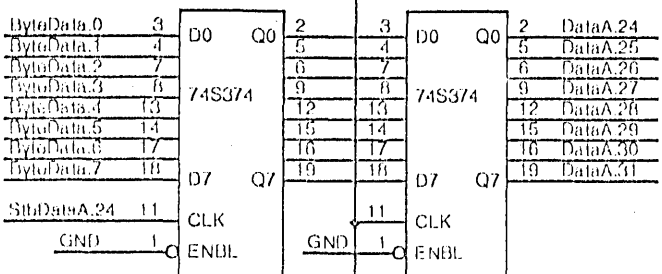 ByteData.0 3 D0 Q0 2 3 D0 Q0 2 DataA.24
ByteData.1 4 5 4 5 DataA.25
ByteData.2 7 6 7 6 DataA.26
ByteData.3 8 74S374 9 8 74S374 9 DataA.27
ByteData.4 13 12 13 12 DataA.28
ByteData.5 14 15 14 15 DataA.29
ByteData.6 17 16 17 16 DataA.30
ByteData.7 18 D7 Q7 19 18 D7 Q7 19 DataA.31
StbDataA.24 11 CLK 11 CLK
GND 1 ENBL GND 1 ENBL